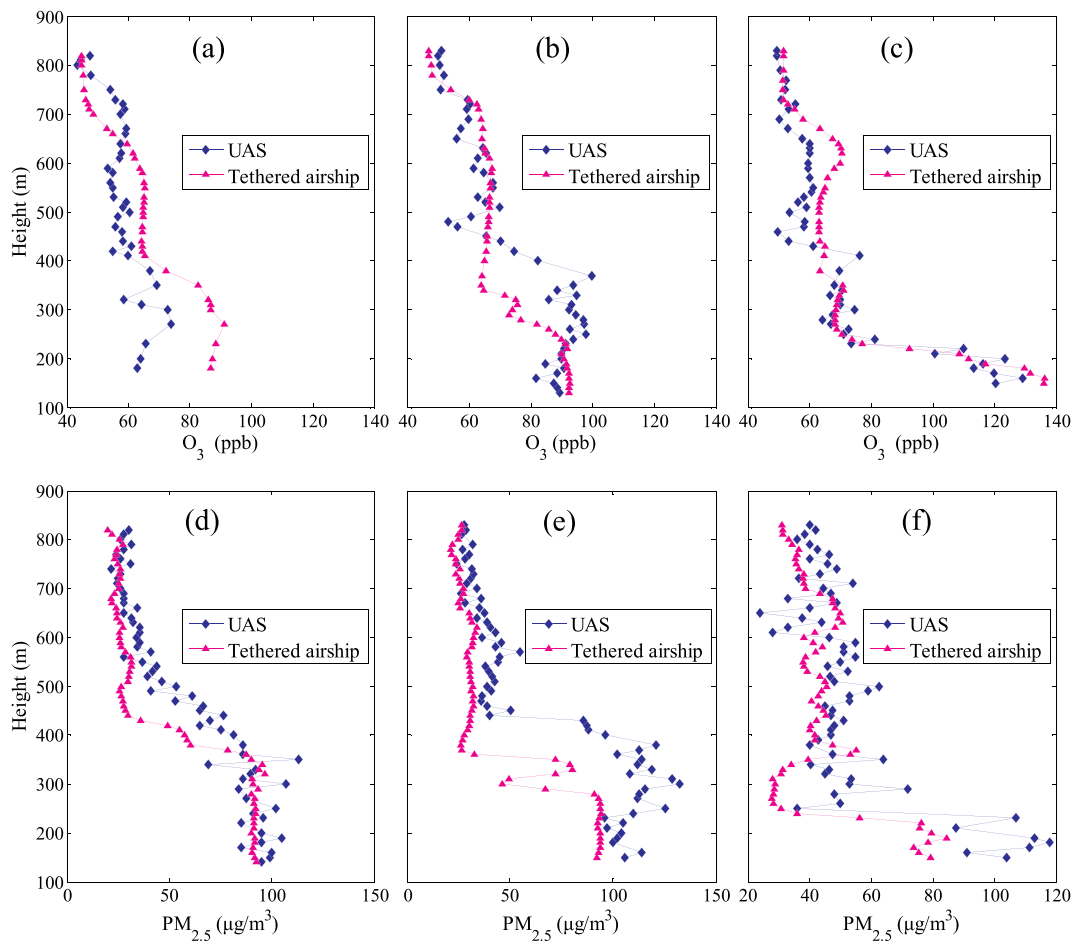 900
800
700
600
500
400
300
200
100
Height (m)
(a)
UAS
Tethered airship
40 60 80 100 120 140
O3 (ppb)
(b)
UAS
Tethered airship
40 60 80 100 120 140
O3 (ppb)
(c)
UAS
Tethered airship
40 60 80 100 120 140
O3 (ppb)
900
800
700
600
500
400
300
200
100
Height (m)
(d)
UAS
Tethered airship
50 100 150
PM2.5 (μg/m³)
(e)
UAS
Tethered airship
0 50 100 150
PM2.5 (μg/m³)
(f)
UAS
Tethered airship
20 40 60 80 100 120
PM2.5 (μg/m³)